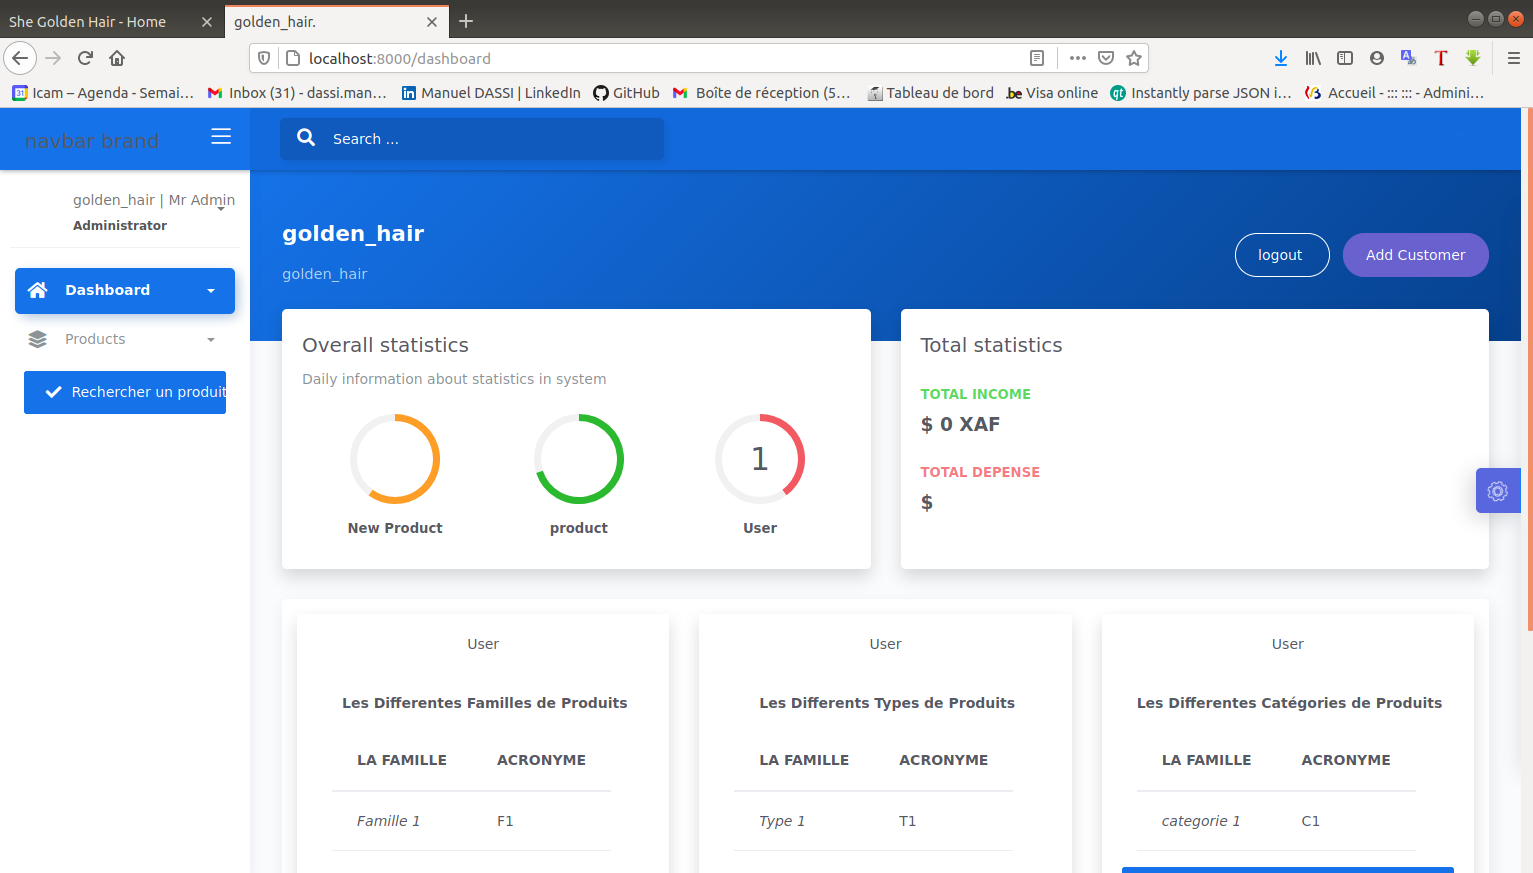 She Golden Hair - Home
golden_hair.
localhost:8000/dashboard
Icam – Agenda - Semai…
Inbox (31) - dassi.man…
Manuel DASSI | LinkedIn
GitHub
Boîte de réception (5…
Tableau de bord
Visa online
Instantly parse JSON i…
Accueil - ::: ::: - Admini…
navbar brand
Search ...
golden_hair | Mr Admin
Administrator
golden_hair
golden_hair
logout
Add Customer
Dashboard
Products
Rechercher un produit
Overall statistics
Daily information about statistics in system
1
New Product
product
User
Total statistics
TOTAL INCOME
$ 0 XAF
TOTAL DEPENSE
$
User
Les Differentes Familles de Produits
LA FAMILLE ACRONYME
Famille 1 F1
User
Les Differents Types de Produits
LA FAMILLE ACRONYME
Type 1 T1
User
Les Differentes Catégories de Produits
LA FAMILLE ACRONYME
categorie 1 C1